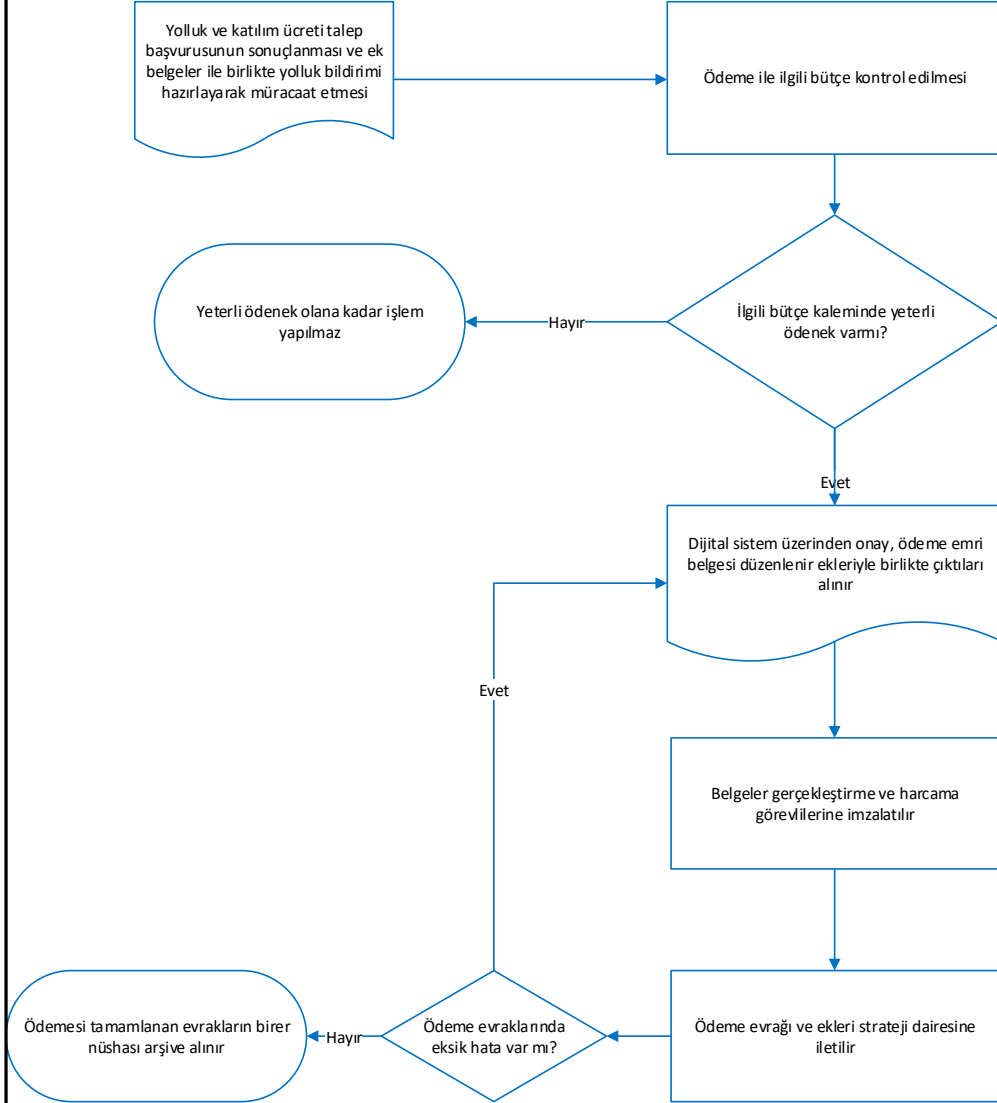 Yolluk ve katılım ücreti talep
başvurusunun sonuçlanması ve ek
belgeler ile birlikte yolluk bildirimi
hazırlayarak müracaat etmesi
Ödeme ile ilgili bütçe kontrol edilmesi
İlgili bütçe kaleminde yeterli
ödenek varmı?
Hayır
Yeterli ödenek olana kadar işlem
yapılmaz
Evet
Dijital sistem üzerinden onay, ödeme emri
belgesi düzenlenir ekleriyle birlikte çıktıları
alınır
Evet
Belgeler gerçekleştirme ve harcama
görevlilerine imzalatılır
Ödeme evrağı ve ekleri strateji dairesine
iletilir
Ödeme evraklarında
eksik hata var mı?
Hayır
Ödemesi tamamlanan evrakların birer
nüshası arşive alınır